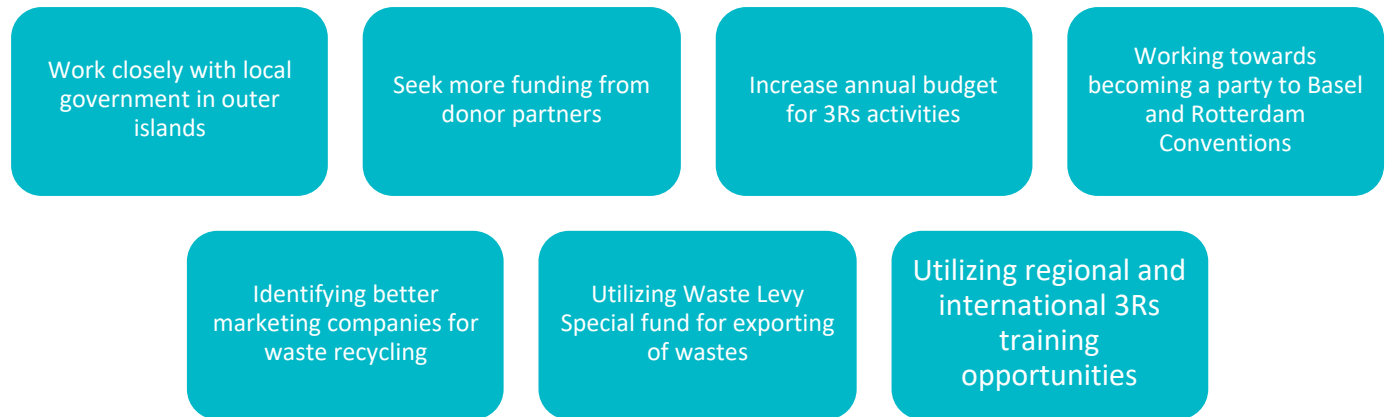 Work closely with local
government in outer
islands
Seek more funding from
donor partners
Increase annual budget
for 3Rs activities
Working towards
becoming a party to Basel
and Rotterdam
Conventions
Identifying better
marketing companies for
waste recycling
Utilizing Waste Levy
Special fund for exporting
of wastes
Utilizing regional and
international 3Rs
training
opportunities